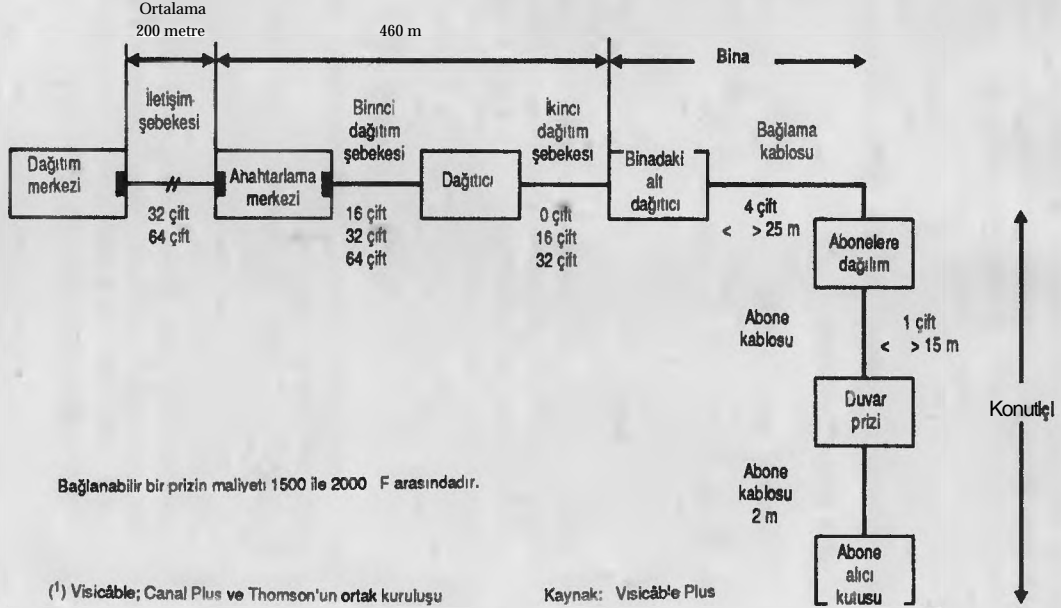 Ortalama
200 metre
460 m
Bina
İletişim
şebekesi
Birinci
dağıtım
şebekesi
İkinci
dağıtım
şebekesi
Bağlama
kablosu
Dağıtım
merkezi
Ahahtarlama
merkezi
Dağıtıcı
Binadaki
alt
dağıtıcı
32 çift
64 çift
16 çift
32 çift
64 çift
0 çift
16 çift
32 çift
4 çift
< > 25 m
Abonelere
dağılım
Abone
kablosu
1 çift
< > 15 m
Duvar
prizi
Konutiçi
Abone
kablosu
2 m
Bağlanabilir bir prizin maliyeti 1500 ile 2000 F arasındadır.
Abone
alıcı
kutusu
(1) Visicâble; Canal Plus ve Thomson'un ortak kuruluşu
Kaynak: Visicâble Plus